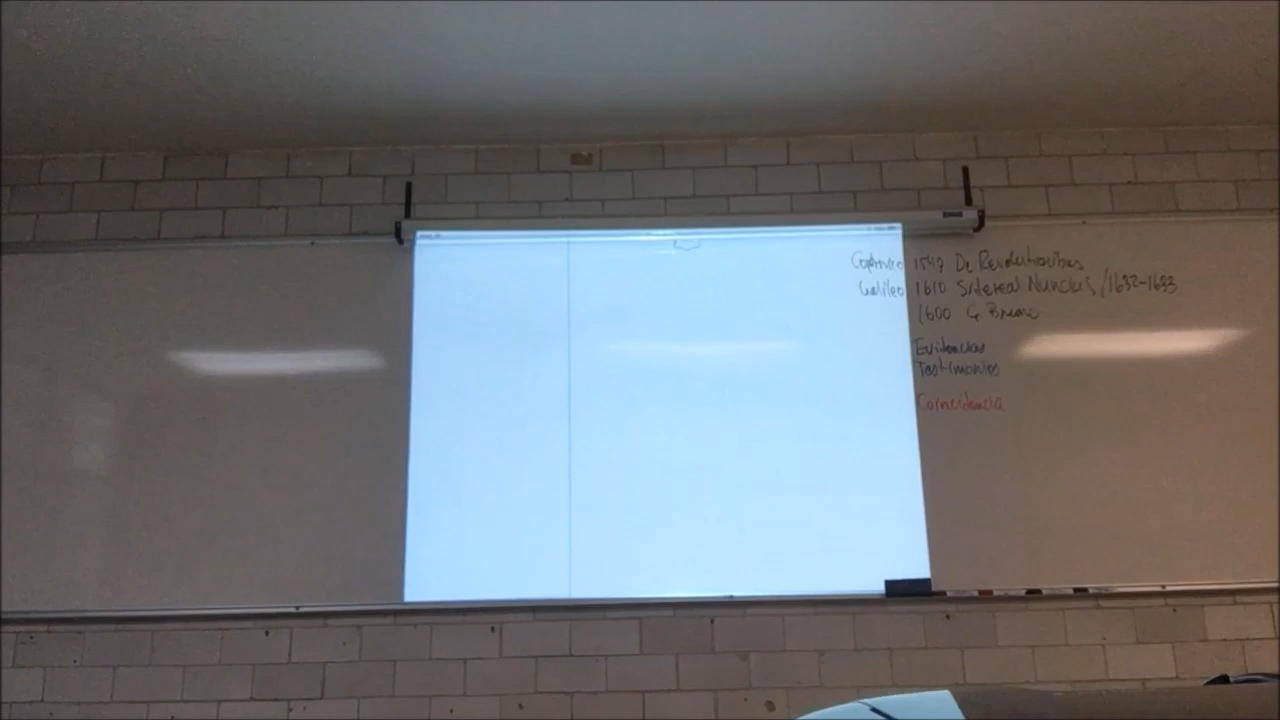 Copérnico 1543 De Revolutionibus
Galileo 1610 Sidereal Nuncius /1632-1633
1600 G Bruno
Evidencias
Testimonios
Coincidencia